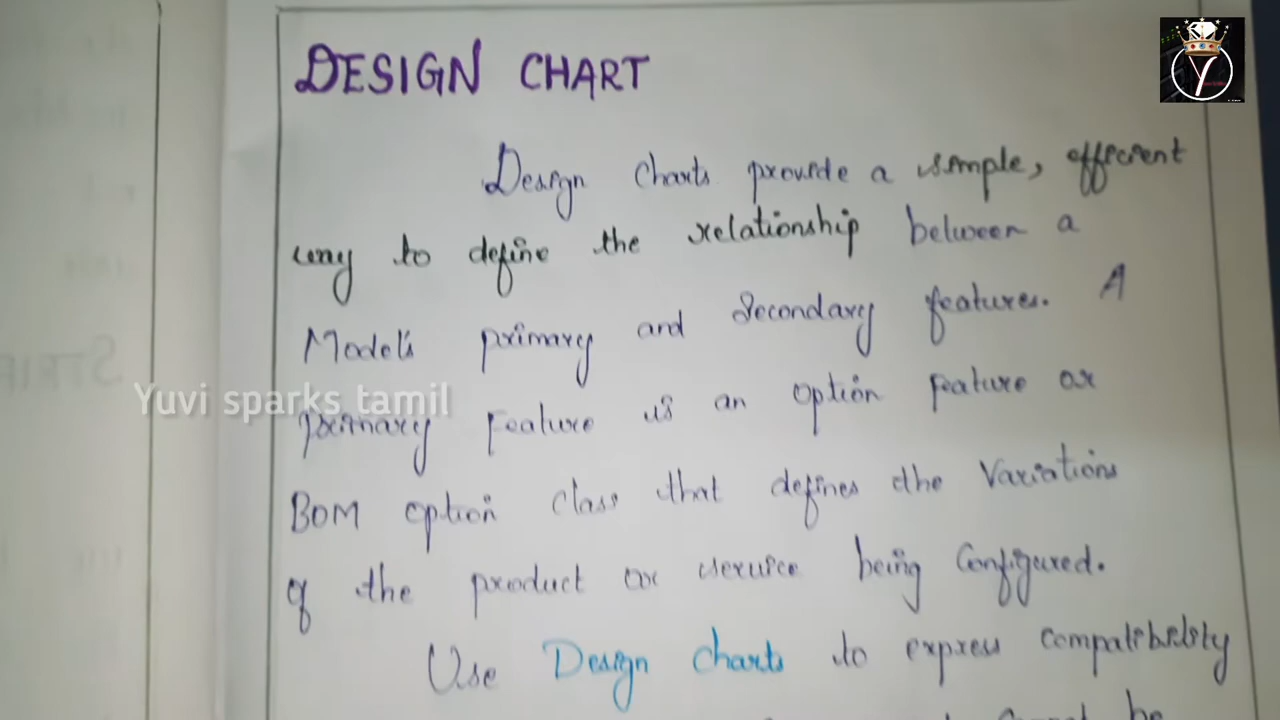 DESIGN CHART
Design charts provide a simple, efficient
way to define the relationship between a
Model's primary and Secondary features. A
primary Feature is an option Feature or
BOM option class that defines the Variations
of the product or service being Configured.
Use Design charts to express compatibility
be
Yuvi sparks tamil
Y